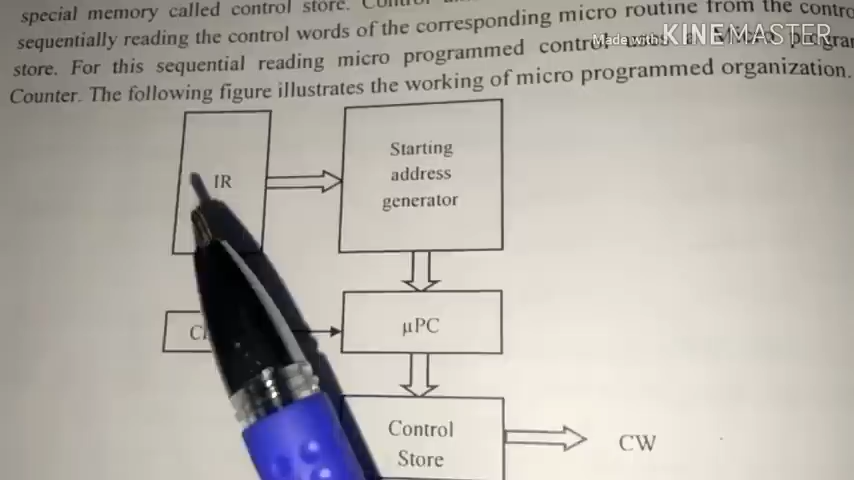 special memory called control store.
sequentially reading the control words of the corresponding micro routine from the contro
store. For this sequential reading micro programmed control
Counter. The following figure illustrates the working of micro programmed organization.
Made with KINEMASTER
IR
Starting
address
generator
μPC
Control
Store
CW